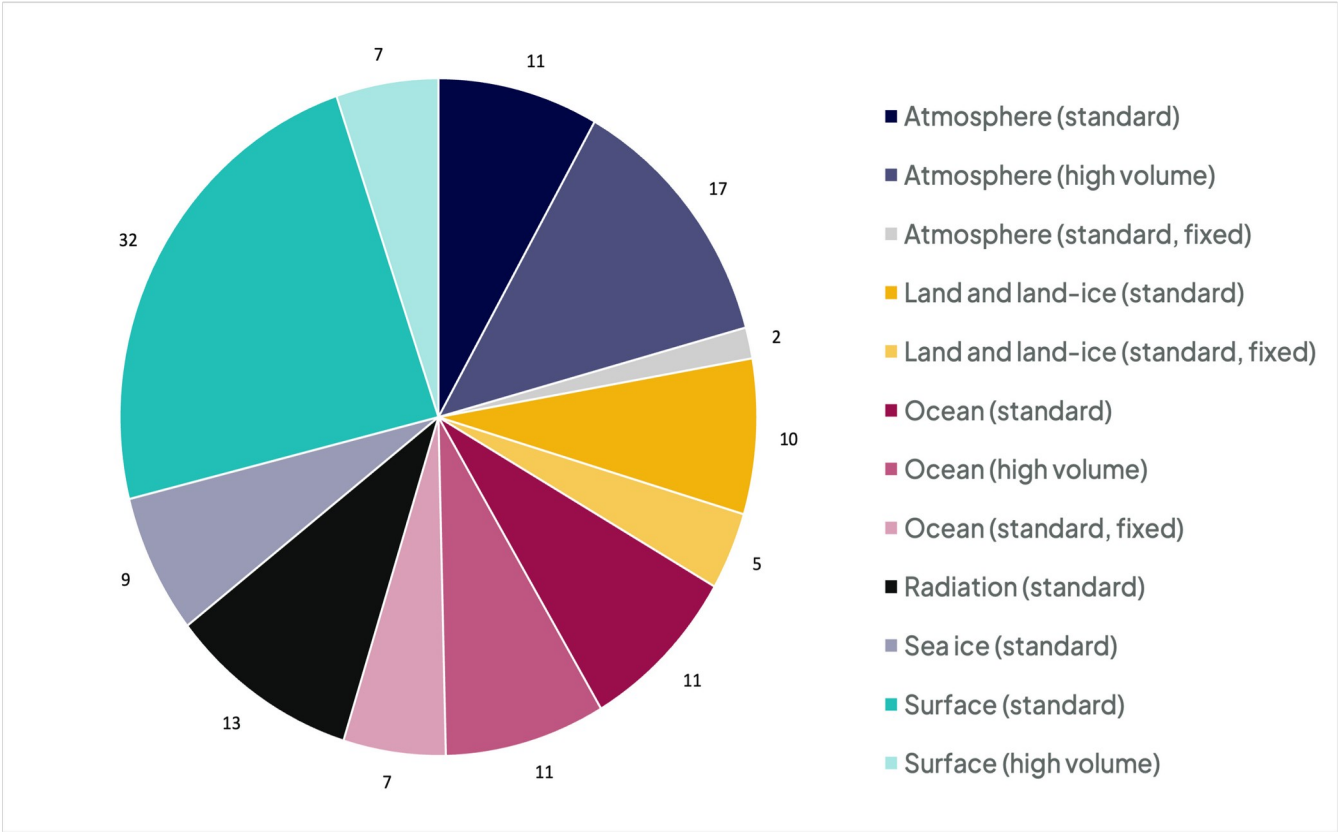 7
11
17
32
2
10
5
9
11
13
11
7
Atmosphere (standard)
Atmosphere (high volume)
Atmosphere (standard, fixed)
Land and land-ice (standard)
Land and land-ice (standard, fixed)
Ocean (standard)
Ocean (high volume)
Ocean (standard, fixed)
Radiation (standard)
Sea ice (standard)
Surface (standard)
Surface (high volume)